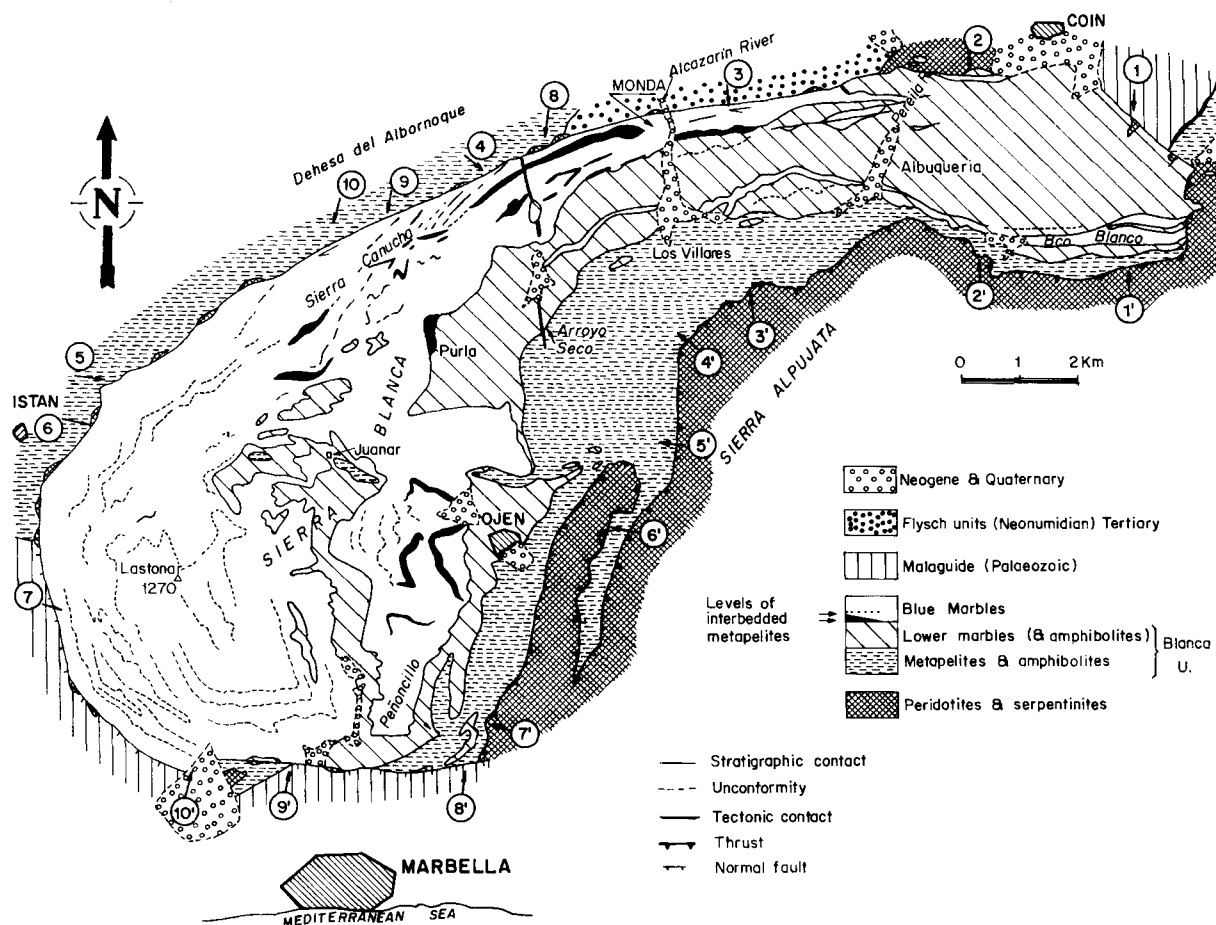 COIN
2
Alcazarín River
1
MONDA
3
8
Dehesa del Albornoque
4
Pereila
9
10
Albuqueria
N
Canucha
Sierra
Bco Blanco
Los Villares
2'
1'
3'
Arroyo
Seco
Purla
4'
5
BLANCA
SIERRA ALPUJATA
0 1 2 Km
ISTAN
6
5'
Juanar
SIERRA
OJEN
6'
Lastonar
1270
7
Peñoncillo
7'
10'
9'
8'
Neogene & Quaternary
Flysch units (Neonumidian) Tertiary
Malaguide (Palaeozoic)
Levels of
interbedded
metapelites
Blue Marbles
Lower marbles (& amphibolites)
Metapelites & amphibolites
Blanca
U.
Peridotites & serpentinites
Stratigraphic contact
Unconformity
Tectonic contact
Thrust
Normal fault
MARBELLA
MEDITERRANEAN SEA